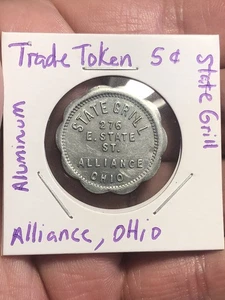 Trade Token 5¢
State Grill
Aluminum
STATE GRILL
276
E. STATE
ST.
ALLIANCE
OHIO
Alliance, OHIO